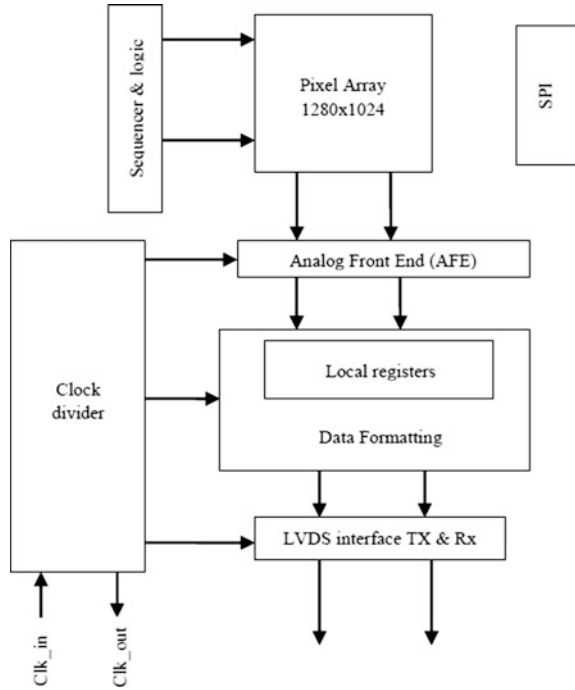 Sequencer & logic
Pixel Array
1280x1024
SPI
Analog Front End (AFE)
Clock
divider
Local registers
Data Formatting
LVDS interface TX & Rx
Clk_in
Clk_out